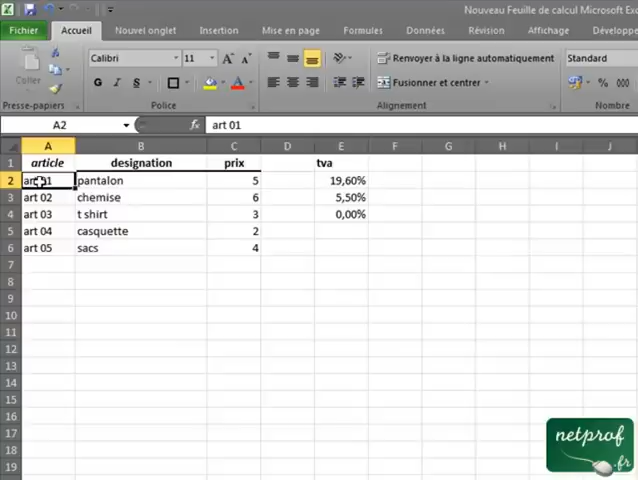 Nouveau Feuille de calcul Microsoft Exc
Fichier Accueil Nouvel onglet Insertion Mise en page Formules Données Révision Affichage Dévelop
Coller
Calibri 11 A A Renvoyer à la ligne automatiquement Standard
G I S A Fusionner et centrer % 000
Presse-papiers Police Alignement Nombre
A2 fx art 01
A B C D E F G H I J
1 article designation prix tva
2 art 01 pantalon 5 19,60%
3 art 02 chemise 6 5,50%
4 art 03 t shirt 3 0,00%
5 art 04 casquette 2
6 art 05 sacs 4
7
8
9
10
11
12
13
14
15
16
17
18
19
netprof
.fr